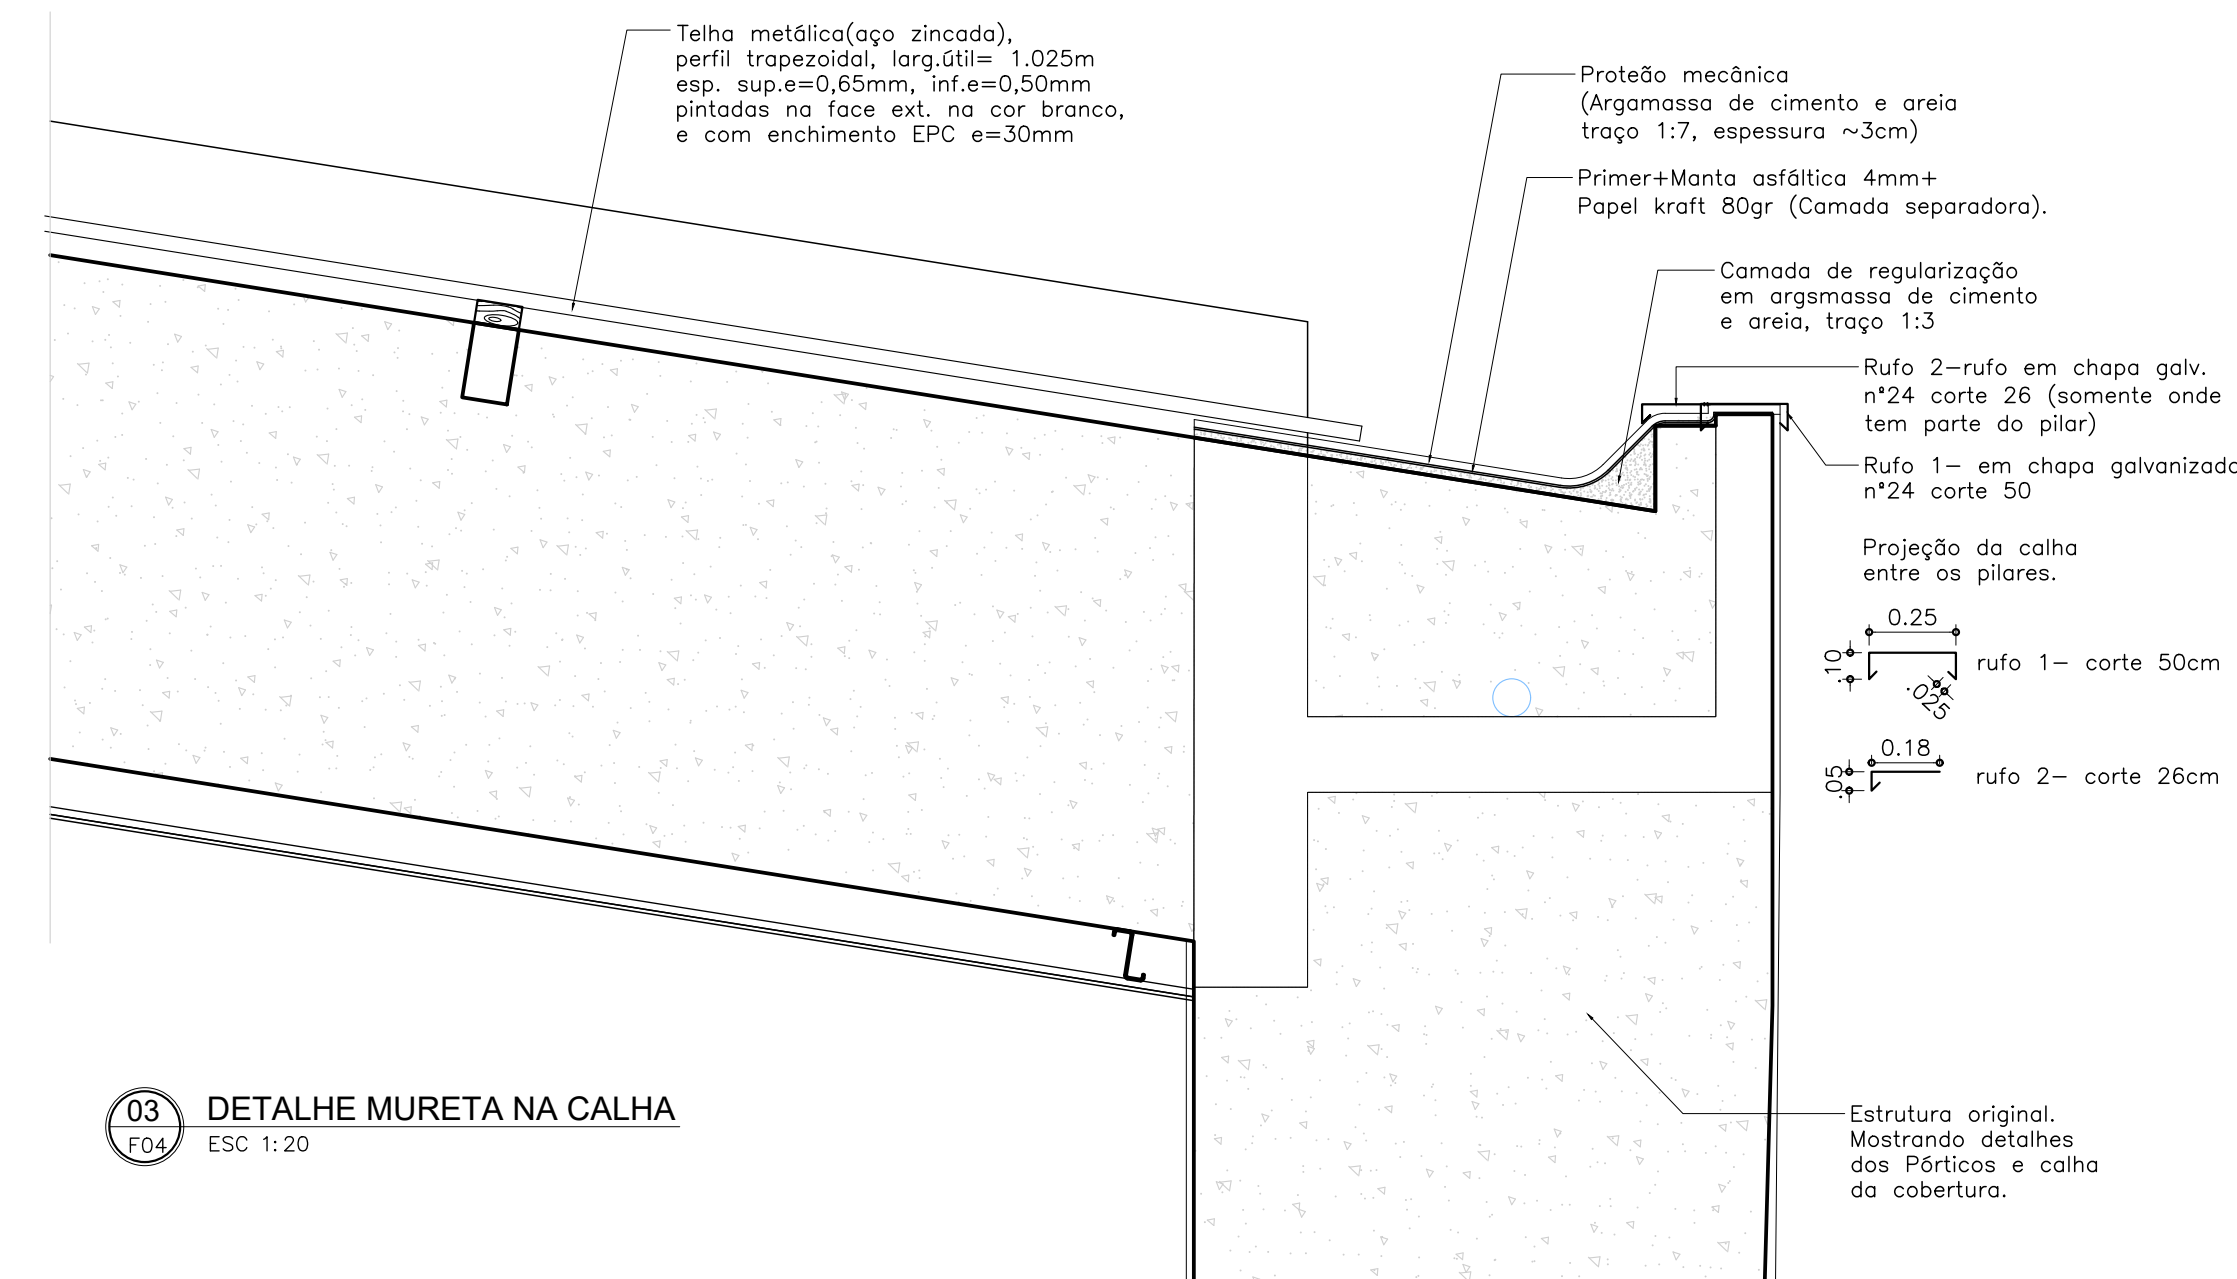 Telha metálica(aço zincada),
perfil trapezoidal, larg.útil= 1.025m
esp. sup.e=0,65mm, inf.e=0,50mm
pintadas na face ext. na cor branco,
e com enchimento EPC e=30mm
Proteão mecânica
(Argamassa de cimento e areia
traço 1:7, espessura ~3cm)
Primer+Manta asfáltica 4mm+
Papel kraft 80gr (Camada separadora).
Camada de regularização
em argsmassa de cimento
e areia, traço 1:3
Rufo 2-rufo em chapa galv.
n°24 corte 26 (somente onde
tem parte do pilar)
Rufo 1- em chapa galvanizada
n°24 corte 50
Projeção da calha
entre os pilares.
0.25
.10
.025
rufo 1- corte 50cm
0.18
.05
rufo 2- corte 26cm
Estrutura original.
Mostrando detalhes
dos Pórticos e calha
da cobertura.
03
F04
DETALHE MURETA NA CALHA
ESC 1:20